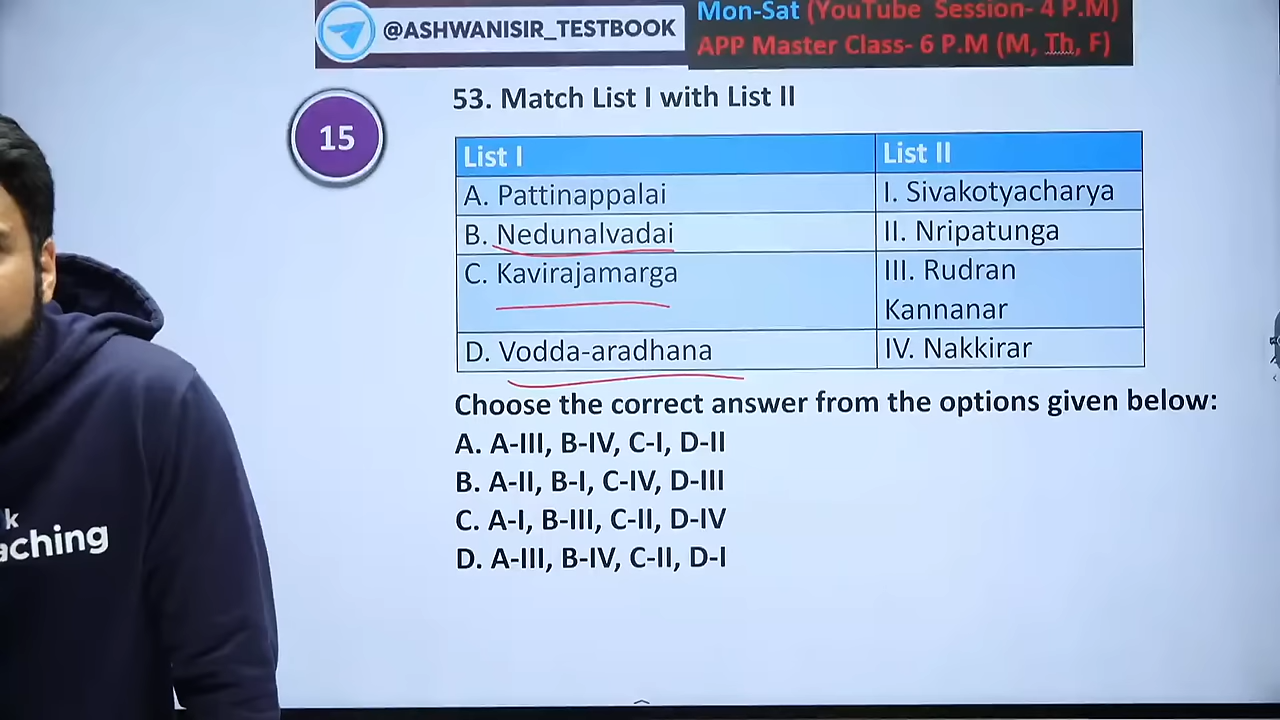 @ASHWANISIR_TESTBOOK
Mon-Sat (YouTube Session- 4 P.M)
APP Master Class- 6 P.M (M, Th, F)
53. Match List I with List II
15
List I
List II
A. Pattinappalai
I. Sivakotyacharya
B. Nedunalvadai
II. Nripatunga
C. Kavirajamarga
III. Rudran
Kannanar
D. Vodda-aradhana
IV. Nakkirar
Choose the correct answer from the options given below:
A. A-III, B-IV, C-I, D-II
B. A-II, B-I, C-IV, D-III
C. A-I, B-III, C-II, D-IV
D. A-III, B-IV, C-II, D-I
k
aching